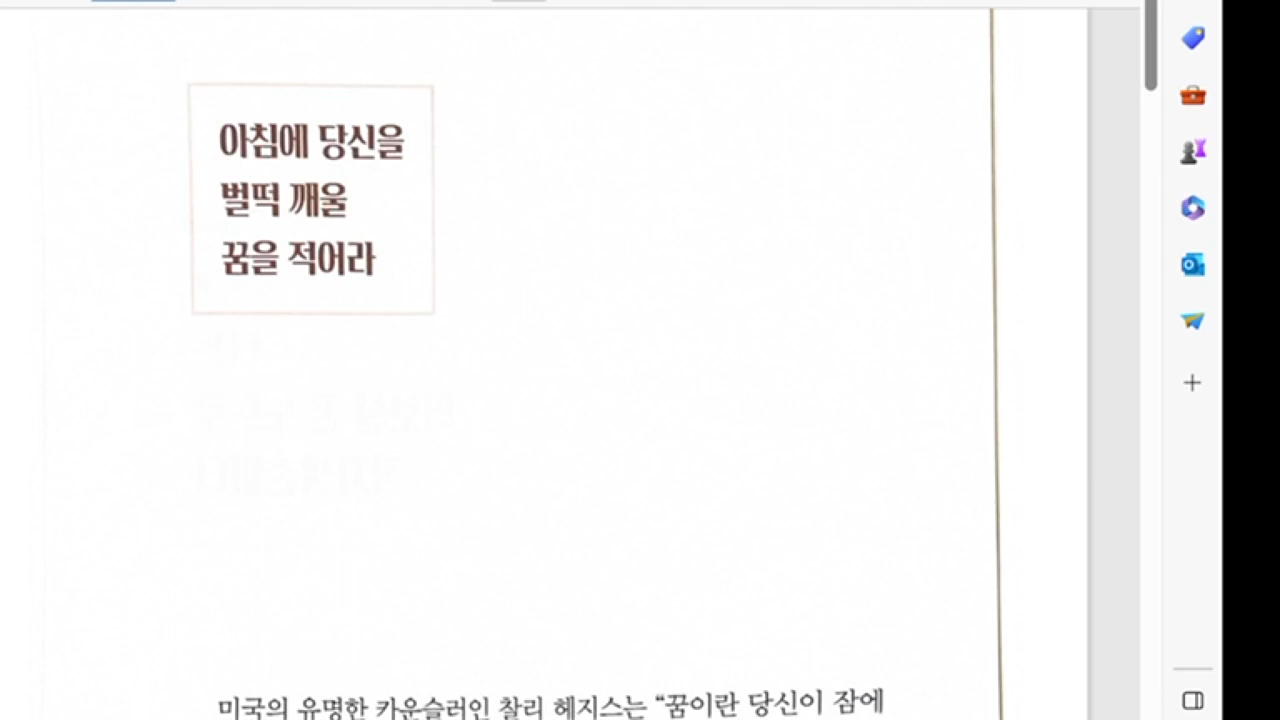 아침에 당신을
벌떡 깨울
꿈을 적어라
미국의 유명한 카운슬러인 찰리 헤지스는 “꿈이란 당신이 잠에